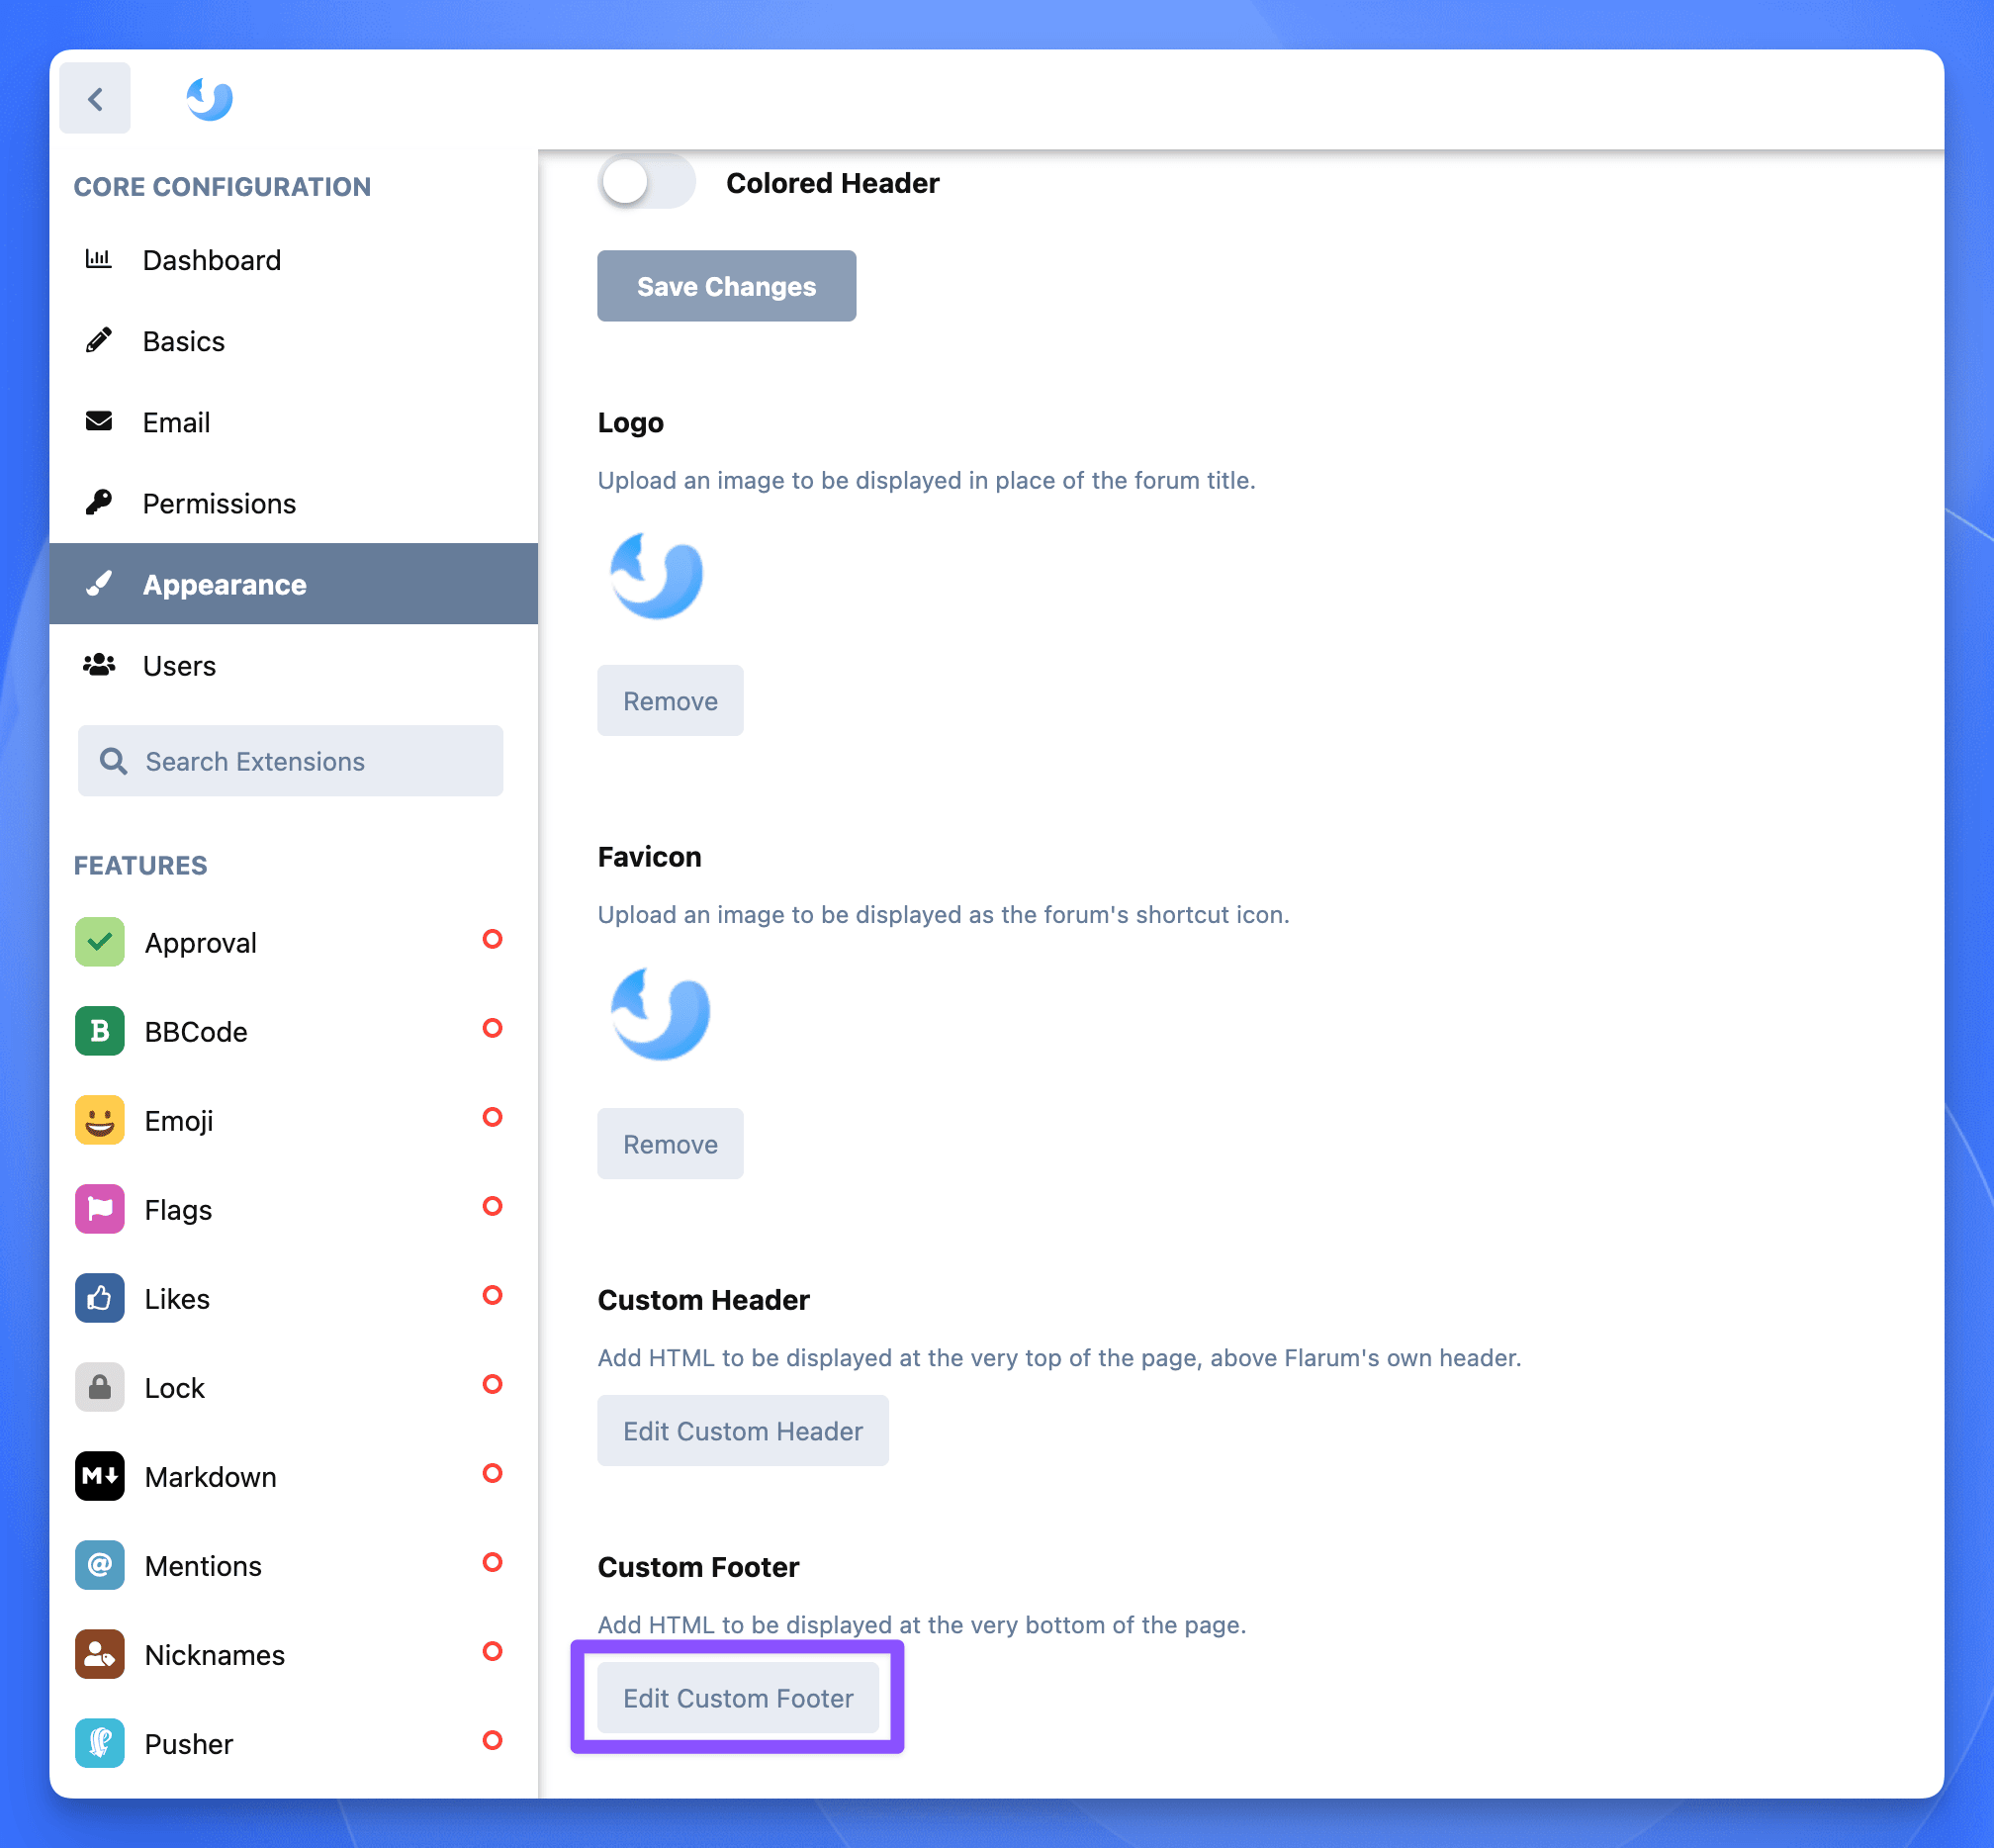 CORE CONFIGURATION
Dashboard
Basics
Email
Permissions
Appearance
Users
Search Extensions
FEATURES
Approval
B
BBCode
Emoji
Flags
Likes
Lock
M
Markdown
@
Mentions
Nicknames
Pusher
Colored Header
Save Changes
Logo
Upload an image to be displayed in place of the forum title.
Remove
Favicon
Upload an image to be displayed as the forum's shortcut icon.
Remove
Custom Header
Add HTML to be displayed at the very top of the page, above Flarum's own header.
Edit Custom Header
Custom Footer
Add HTML to be displayed at the very bottom of the page.
Edit Custom Footer